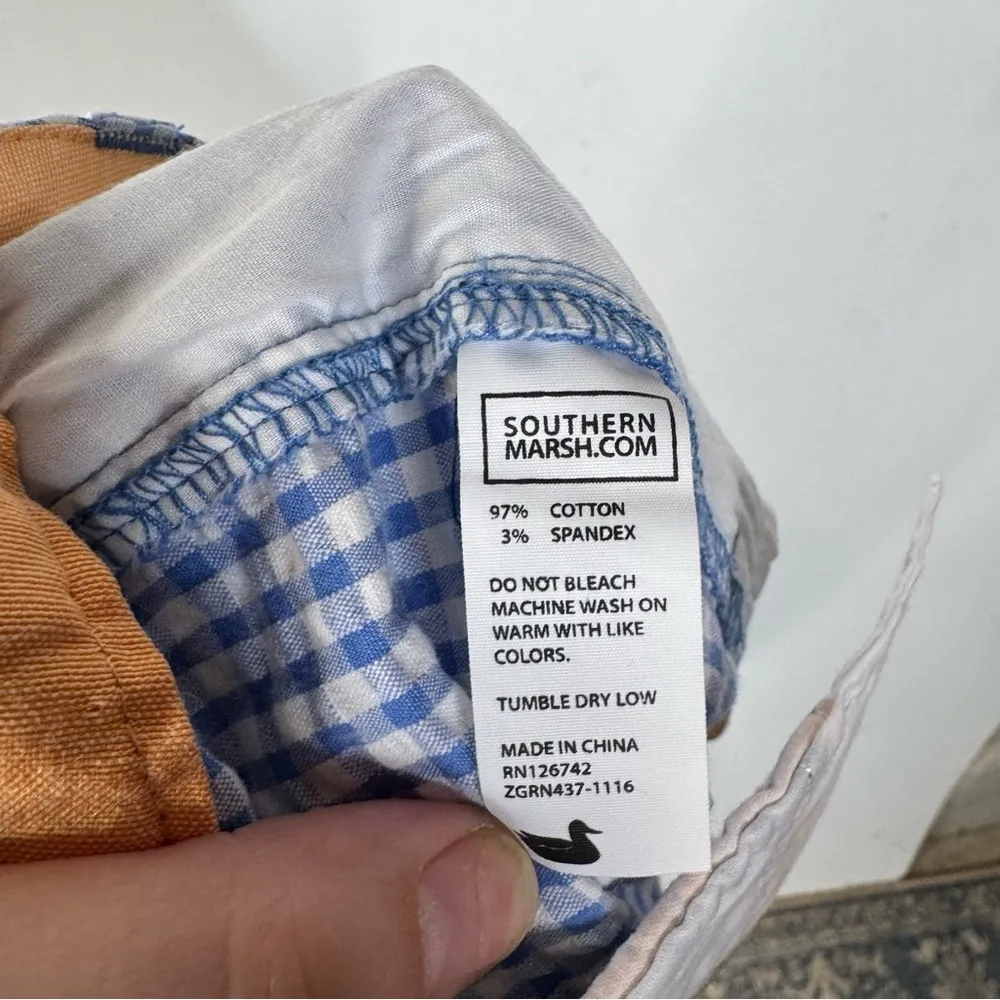 SOUTHERN
MARSH.COM
97% COTTON
3% SPANDEX
DO NOT BLEACH
MACHINE WASH ON
WARM WITH LIKE
COLORS.
TUMBLE DRY LOW
MADE IN CHINA
RN126742
ZGRN437-1116